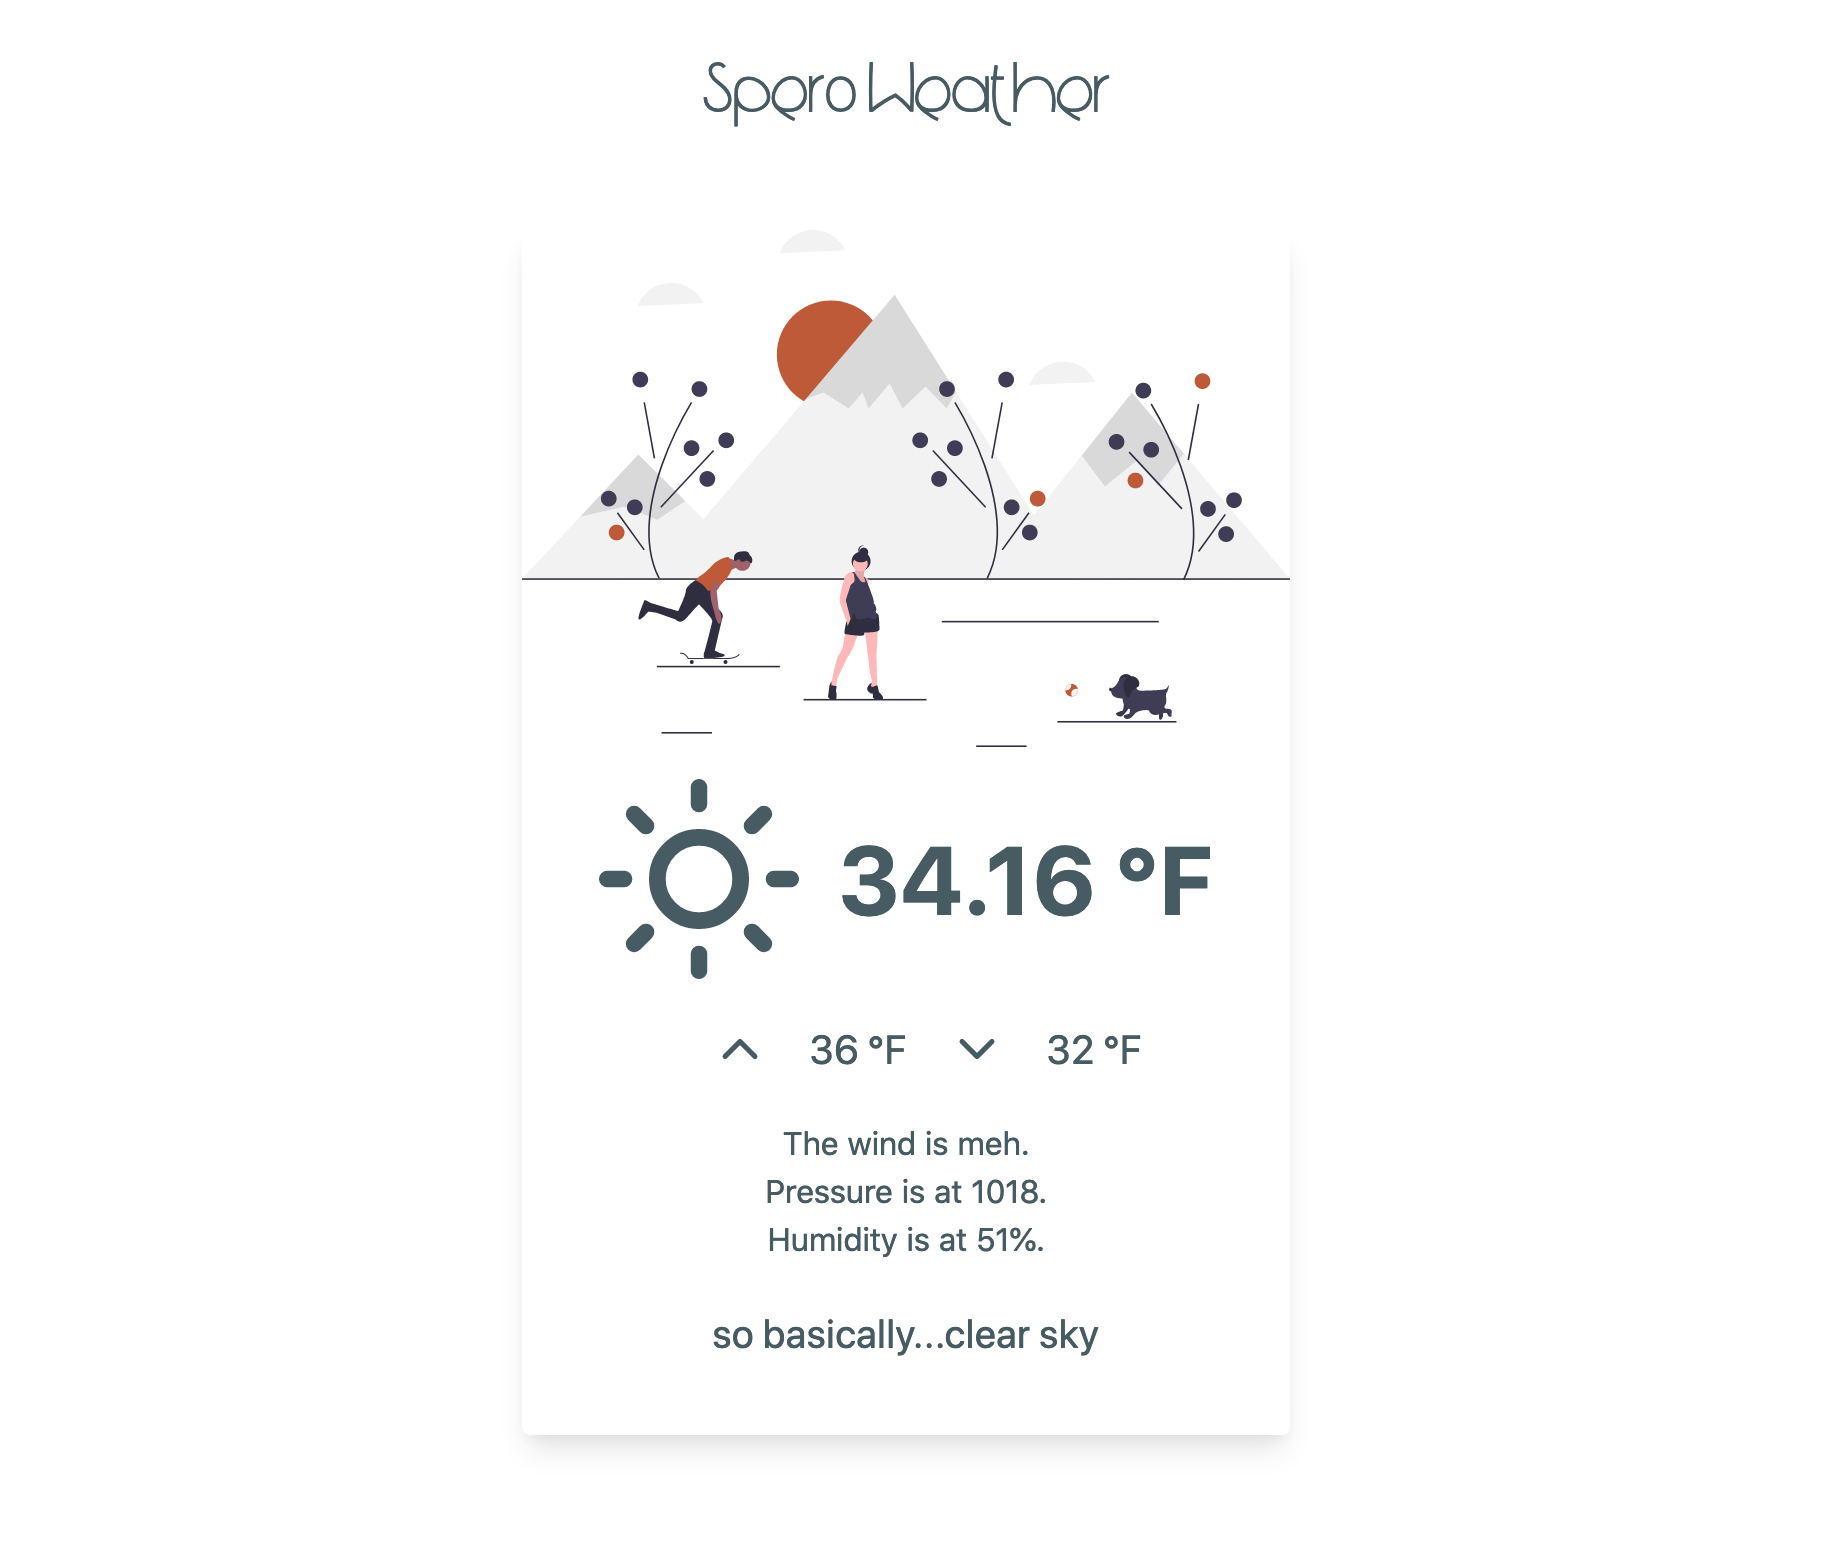 Spero Weather
34.16 °F
36 °F 32 °F
The wind is meh.
Pressure is at 1018.
Humidity is at 51%.
so basically...clear sky